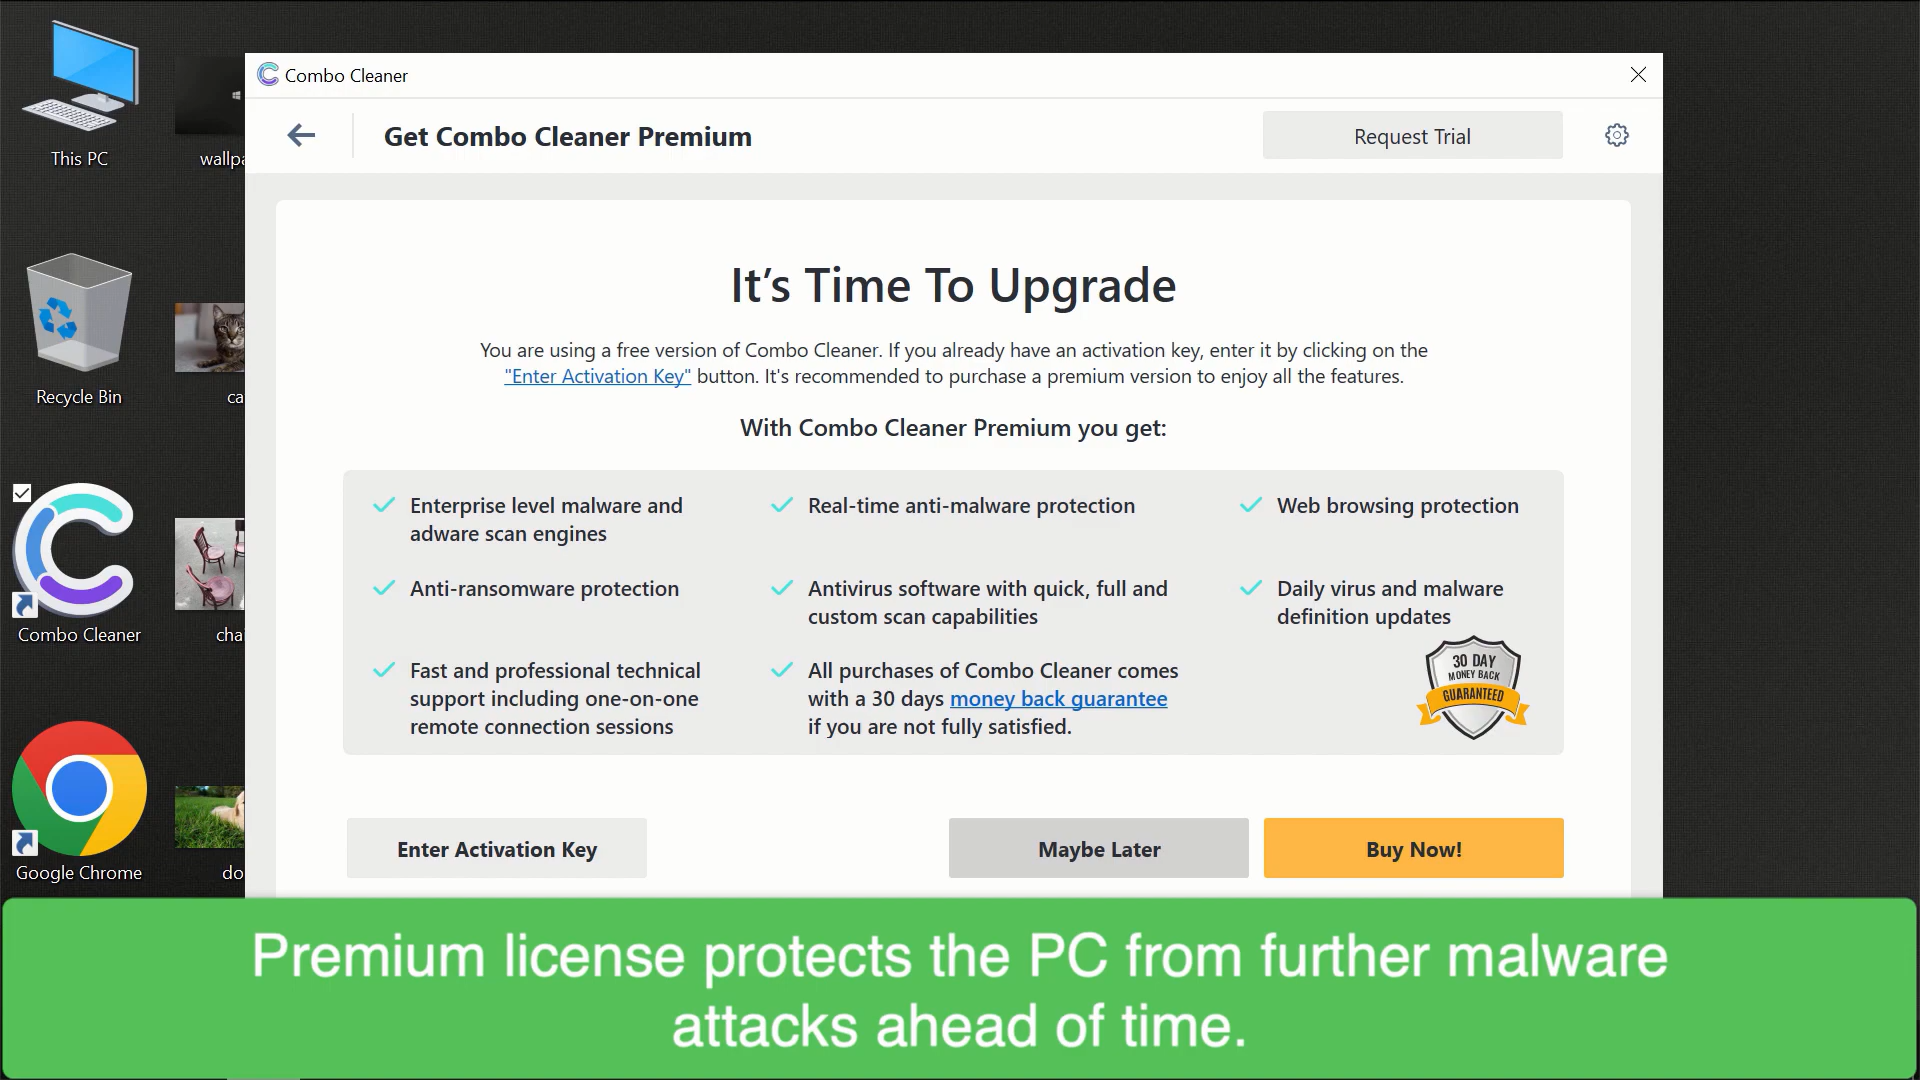 This PC
wallpa
Recycle Bin
ca
Combo Cleaner
cha
Google Chrome
do
Combo Cleaner
Get Combo Cleaner Premium
Request Trial
It's Time To Upgrade
You are using a free version of Combo Cleaner. If you already have an activation key, enter it by clicking on the
"Enter Activation Key" button. It's recommended to purchase a premium version to enjoy all the features.
With Combo Cleaner Premium you get:
Enterprise level malware and
adware scan engines
Real-time anti-malware protection
Web browsing protection
Anti-ransomware protection
Antivirus software with quick, full and
custom scan capabilities
Daily virus and malware
definition updates
Fast and professional technical
support including one-on-one
remote connection sessions
All purchases of Combo Cleaner comes
with a 30 days money back guarantee
if you are not fully satisfied.
30 DAY
MONEY BACK
GUARANTEED
Enter Activation Key
Maybe Later
Buy Now!
Premium license protects the PC from further malware
attacks ahead of time.